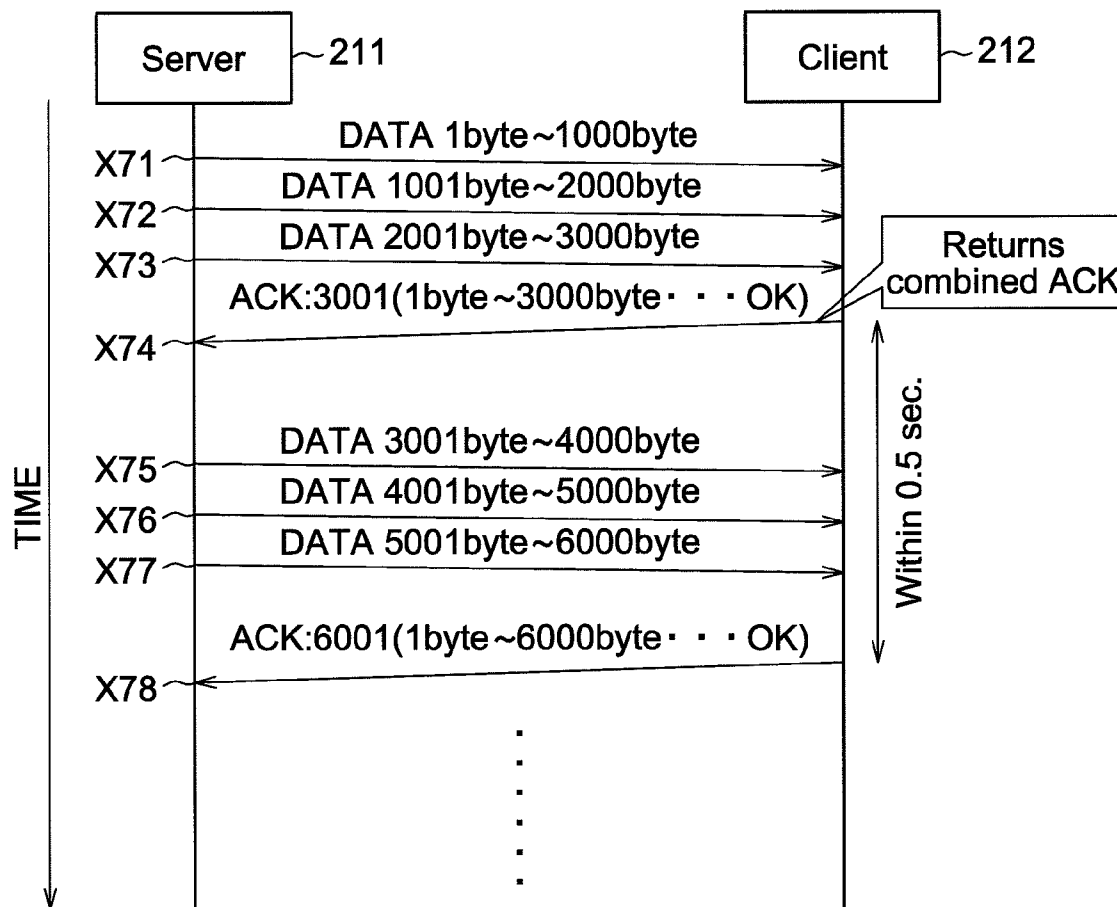 Server
211
Client
212
DATA 1byte~1000byte
X71
DATA 1001byte~2000byte
X72
DATA 2001byte~3000byte
X73
Returns
combined ACK
ACK:3001(1byte~3000byte・・・OK)
X74
DATA 3001byte~4000byte
X75
DATA 4001byte~5000byte
X76
DATA 5001byte~6000byte
X77
Within 0.5 sec.
TIME
ACK:6001(1byte~6000byte・・・OK)
X78